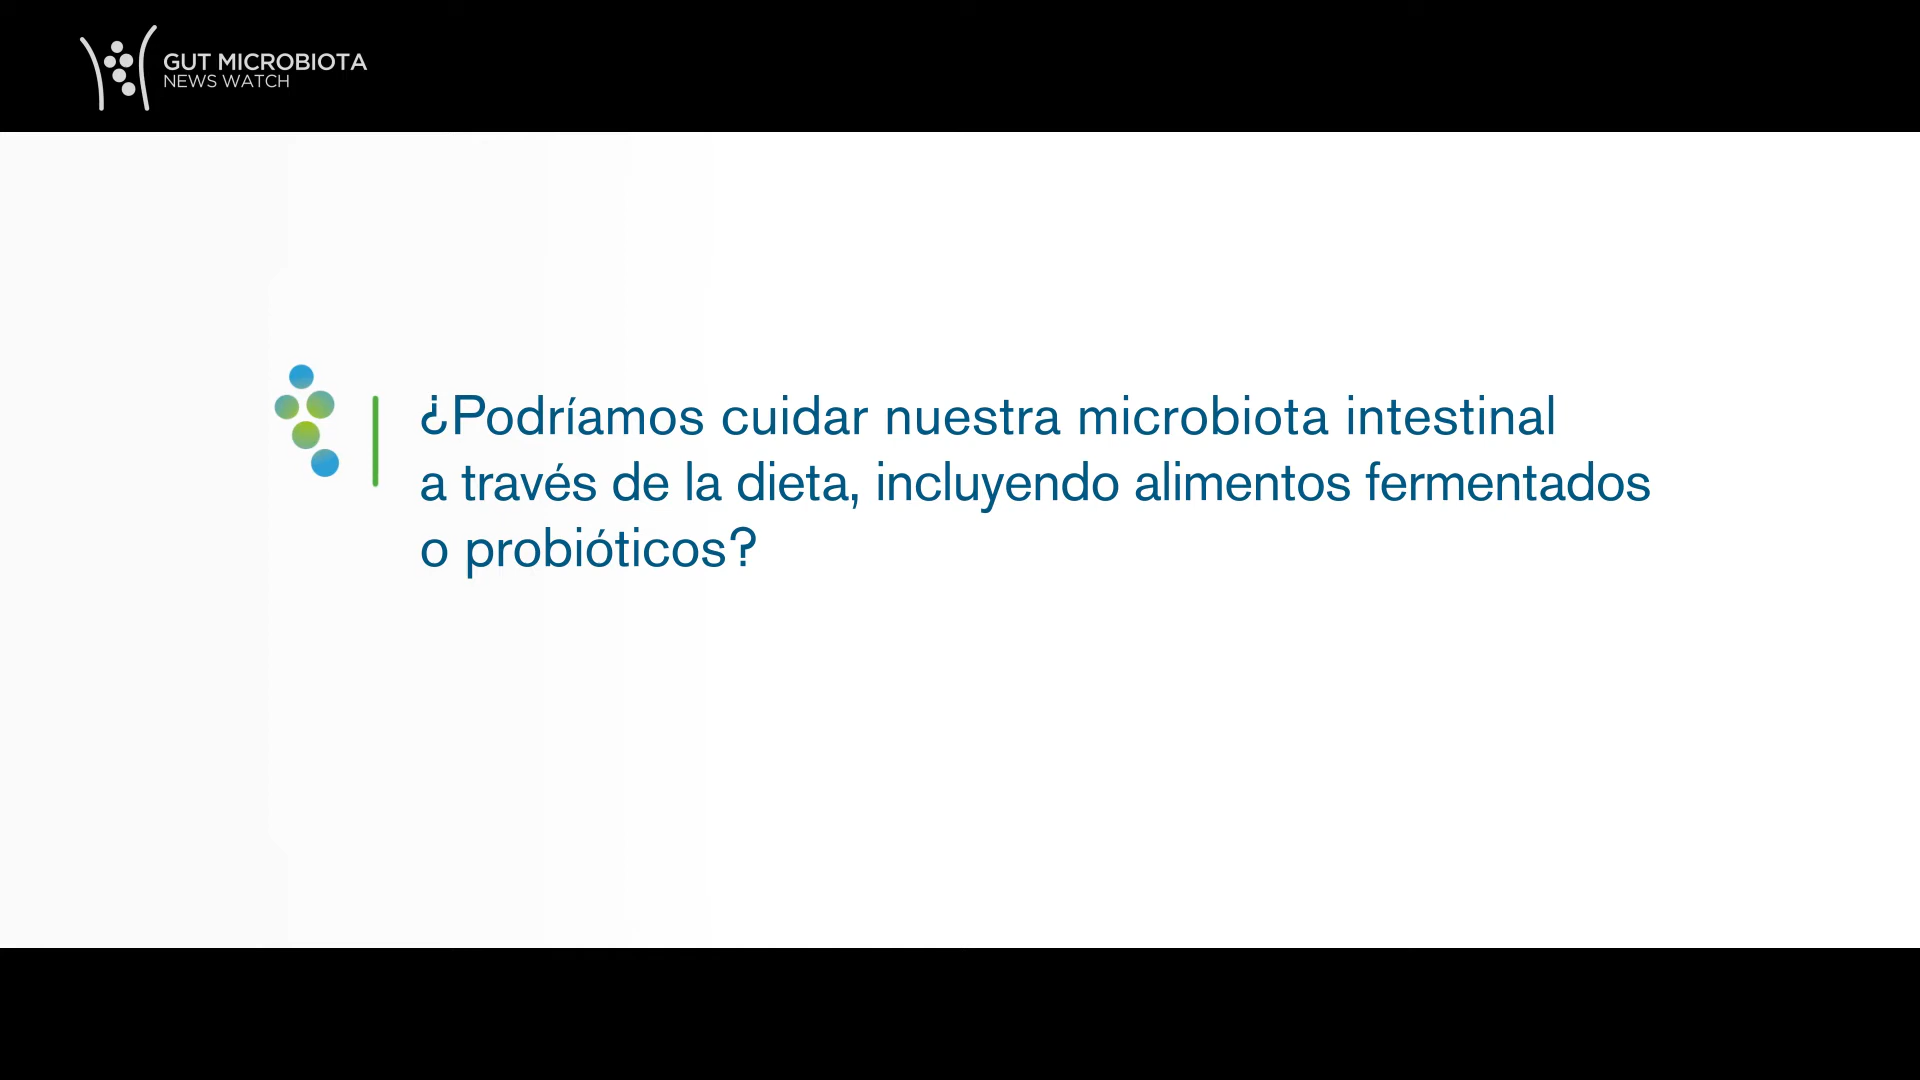 GUT MICROBIOTA
NEWS WATCH
¿Podríamos cuidar nuestra microbiota intestinal
a través de la dieta, incluyendo alimentos fermentados
o probióticos?